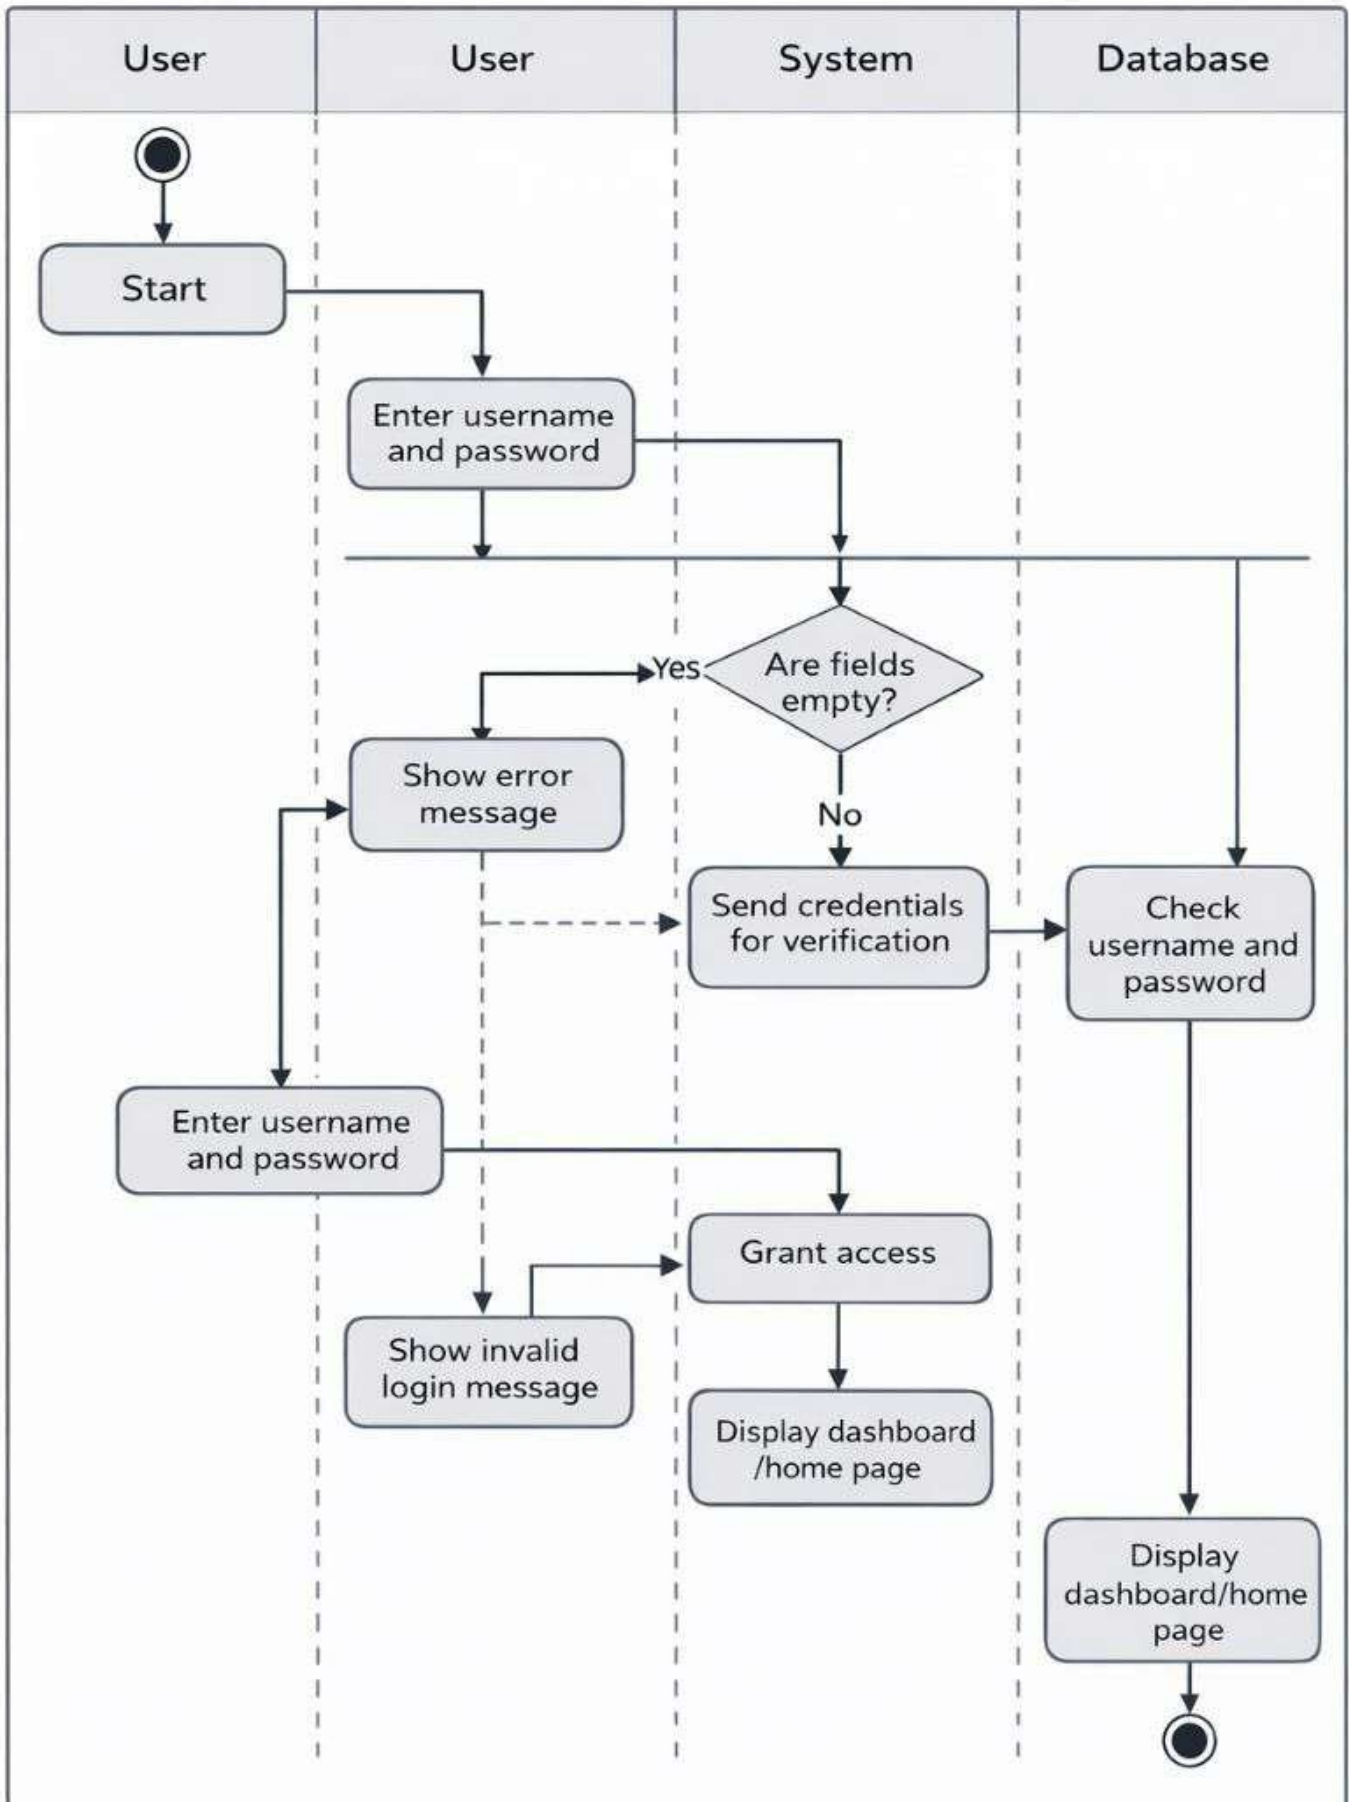 User
User
System
Database
Start
Enter username
and password
Are fields
empty?
Yes
Show error
message
No
Send credentials
for verification
Check
username and
password
Enter username
and password
Grant access
Show invalid
login message
Display dashboard
/home page
Display
dashboard/home
page